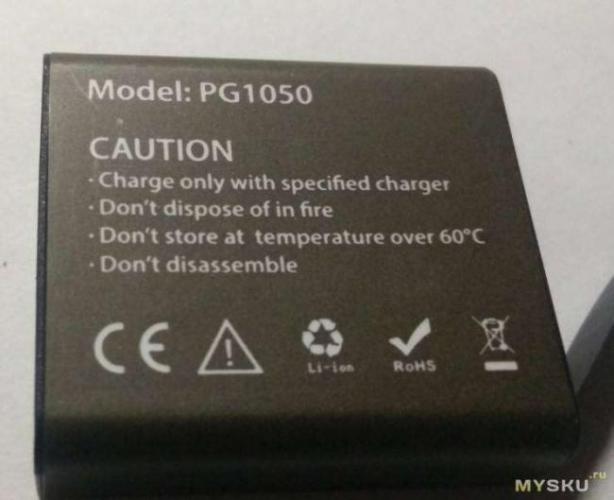 Model: PG1050
CAUTION
· Charge only with specified charger
· Don't dispose of in fire
· Don't store at temperature over 60°C
· Don't disassemble
CE
Li-ion
RoHS
MYSKU.ru